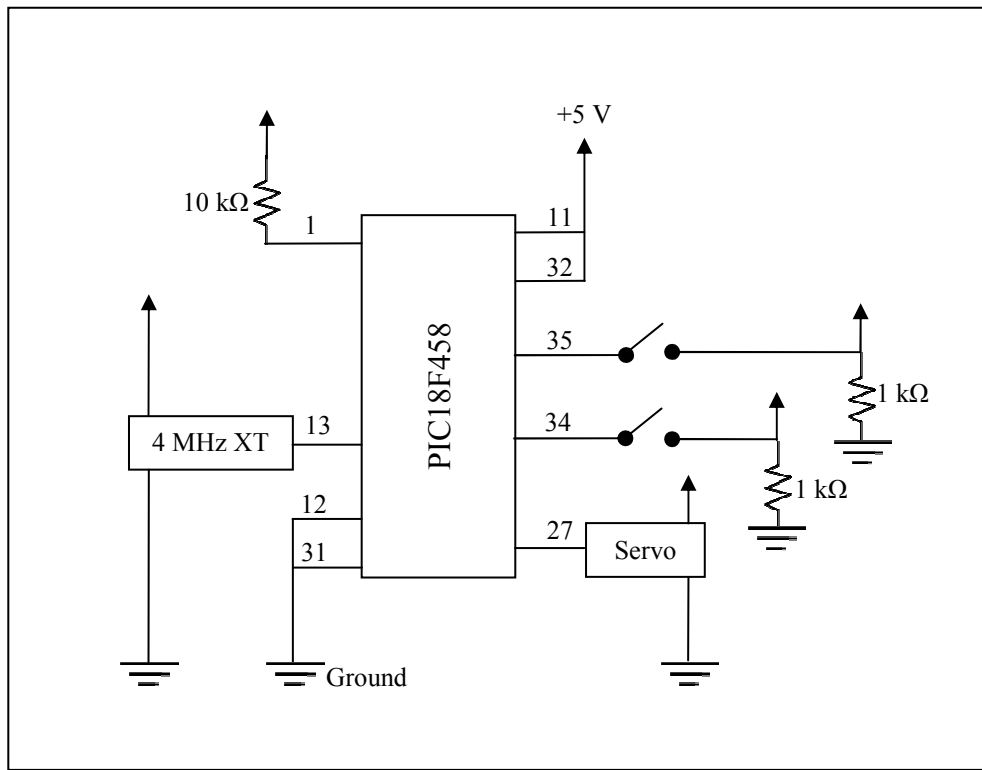 +5 V
10 kΩ
1
11
32
PIC18F458
35
1 kΩ
4 MHz XT
13
34
1 kΩ
12
31
27
Servo
Ground